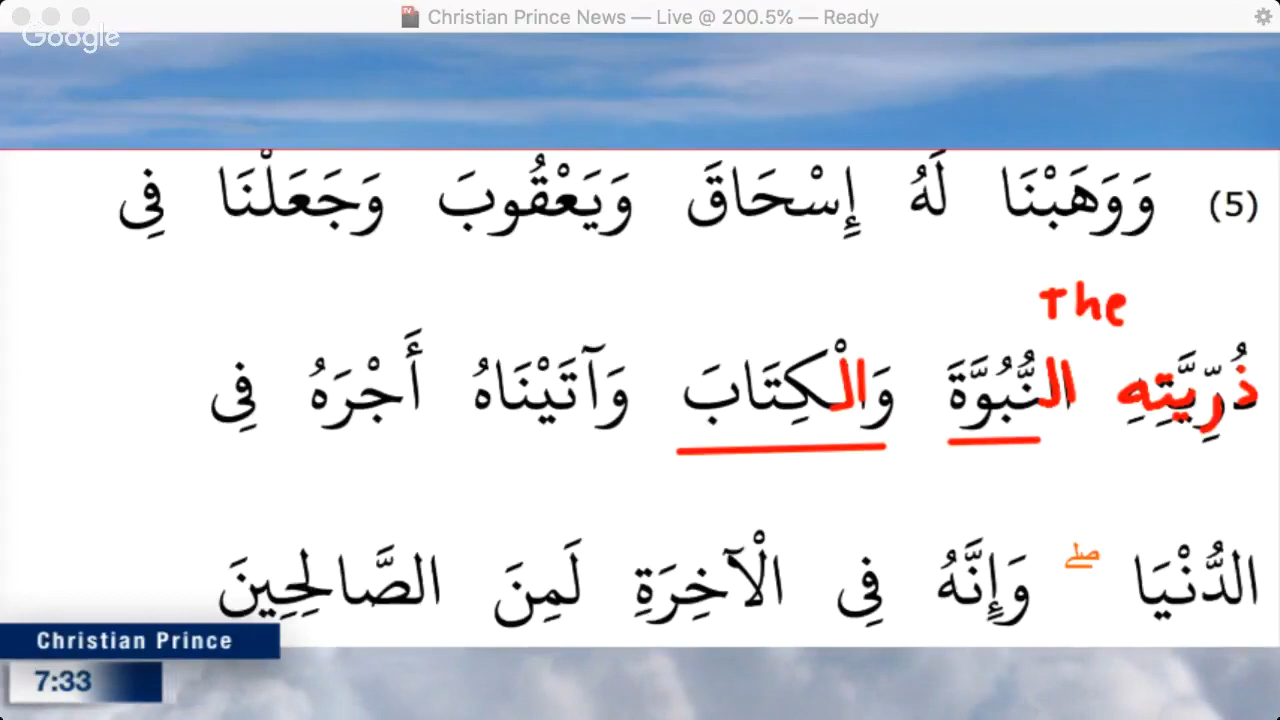 Christian Prince News — Live @ 200.5% — Ready
Google
(5) وَوَهَبْنَا لَهُ إِسْحَاقَ وَيَعْقُوبَ وَجَعَلْنَا فِى
The
ذُرِّيَّتِهِ النُّبُوَّةَ وَالْكِتَابَ وَآتَيْنَاهُ أَجْرَهُ فِى
الدُّنْيَا ۖ وَإِنَّهُ فِى الْآخِرَةِ لَمِنَ الصَّالِحِينَ
Christian Prince
7:33